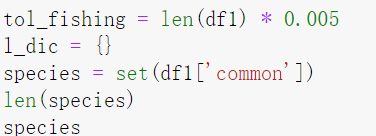 tol_fishing = len(df1) * 0.005
l_dic = {}
species = set(df1['common'])
len(species)
species